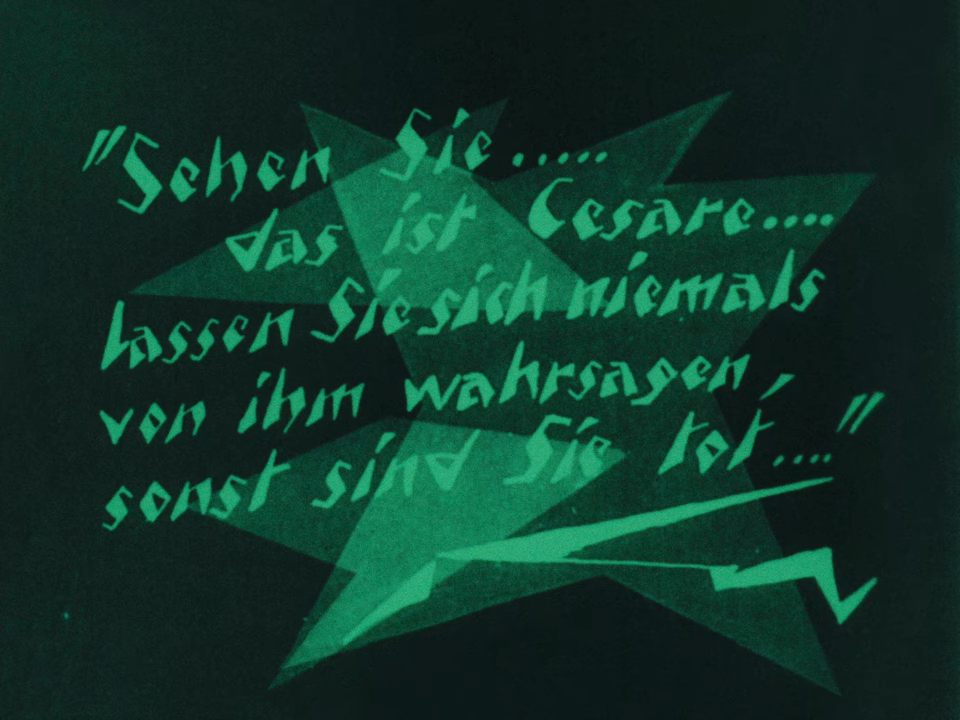 "Sehen Sie.....
das ist Cesare....
lassen Sie sich niemals
von ihm wahrsagen,
sonst sind Sie tot'...."